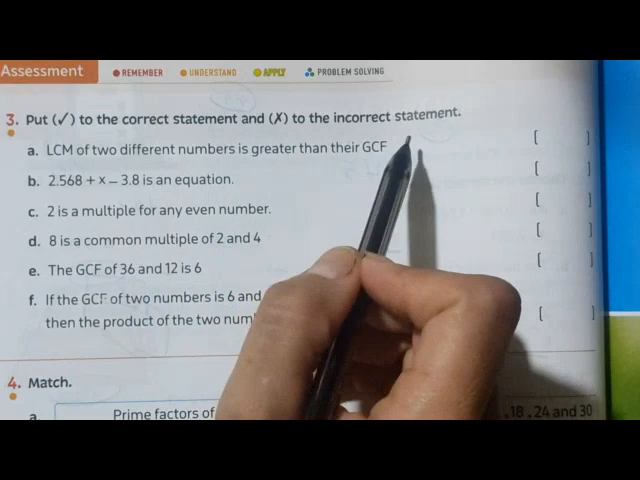 Assessment
REMEMBER UNDERSTAND APPLY PROBLEM SOLVING
3. Put (✓) to the correct statement and (✗) to the incorrect statement.
a. LCM of two different numbers is greater than their GCF [ ]
b. 2.568 + x – 3.8 is an equation. [ ]
c. 2 is a multiple for any even number. [ ]
d. 8 is a common multiple of 2 and 4 [ ]
e. The GCF of 36 and 12 is 6 [ ]
f. If the GCF of two numbers is 6 and
then the product of the two [ ]
4. Match.
a. Prime factors of , 18 , 24 and 30